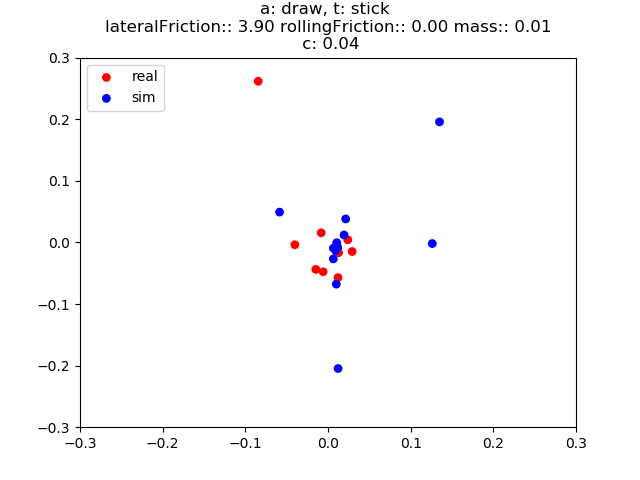 a: draw, t: stick
lateralFriction:: 3.90 rollingFriction:: 0.00 mass:: 0.01
c: 0.04
real
sim
0.3
0.2
0.1
0.0
−0.1
−0.2
−0.3
−0.3
−0.2
−0.1
0.0
0.1
0.2
0.3